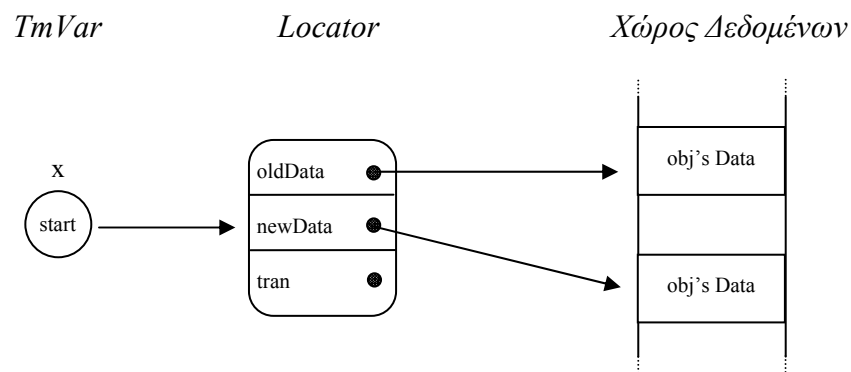 TmVar
Locator
Χώρος Δεδομένων
x
start
oldData
newData
tran
obj's Data
obj's Data